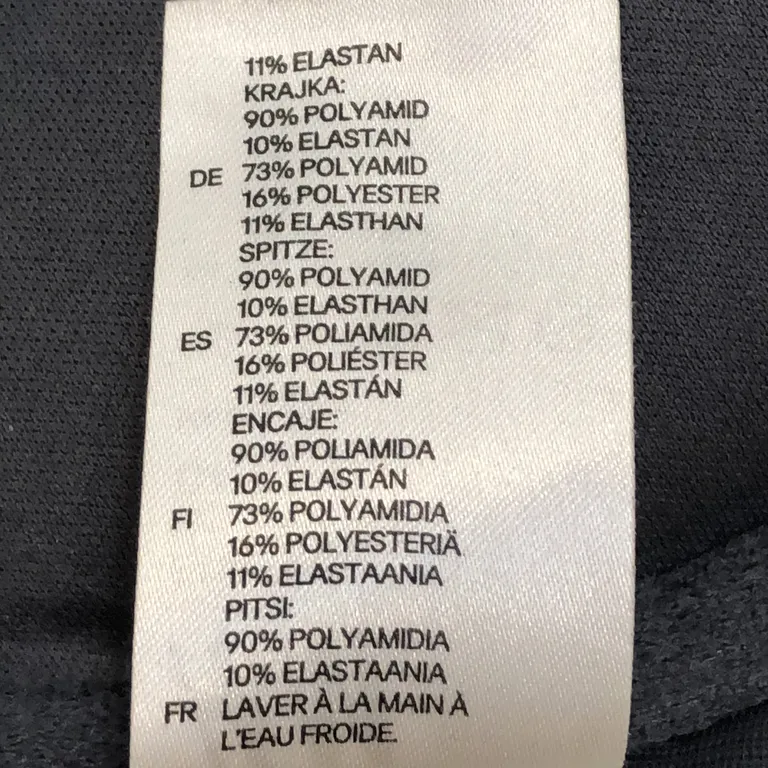 11% ELASTAN
KRAJKA:
90% POLYAMID
10% ELASTAN
DE 73% POLYAMID
16% POLYESTER
11% ELASTHAN
SPITZE:
90% POLYAMID
10% ELASTHAN
ES 73% POLIAMIDA
16% POLIÉSTER
11% ELASTÁN
ENCAJE:
90% POLIAMIDA
10% ELASTÁN
FI 73% POLYAMIDIA
16% POLYESTERIÄ
11% ELASTAANIA
PITSI:
90% POLYAMIDIA
10% ELASTAANIA
FR LAVER À LA MAIN À
L'EAU FROIDE.